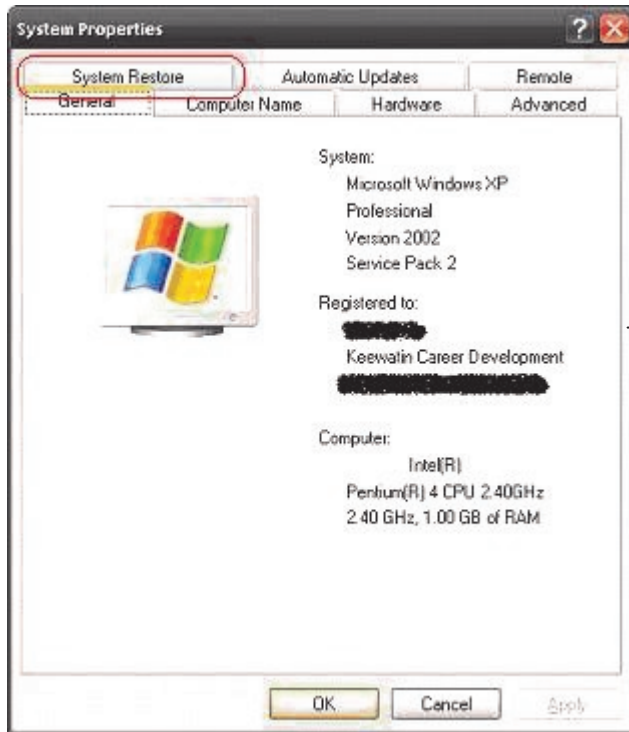 System Properties
System Restore
Automatic Updates
Remote
General
Computer Name
Hardware
Advanced
System:
Microsoft Windows XP
Professional
Version 2002
Service Pack 2
Registered to:
Keewatin Career Development
Computer:
Intel(R)
Pentium(R) 4 CPU 2.40GHz
2.40 GHz, 1.00 GB of RAM
OK
Cancel
Apply